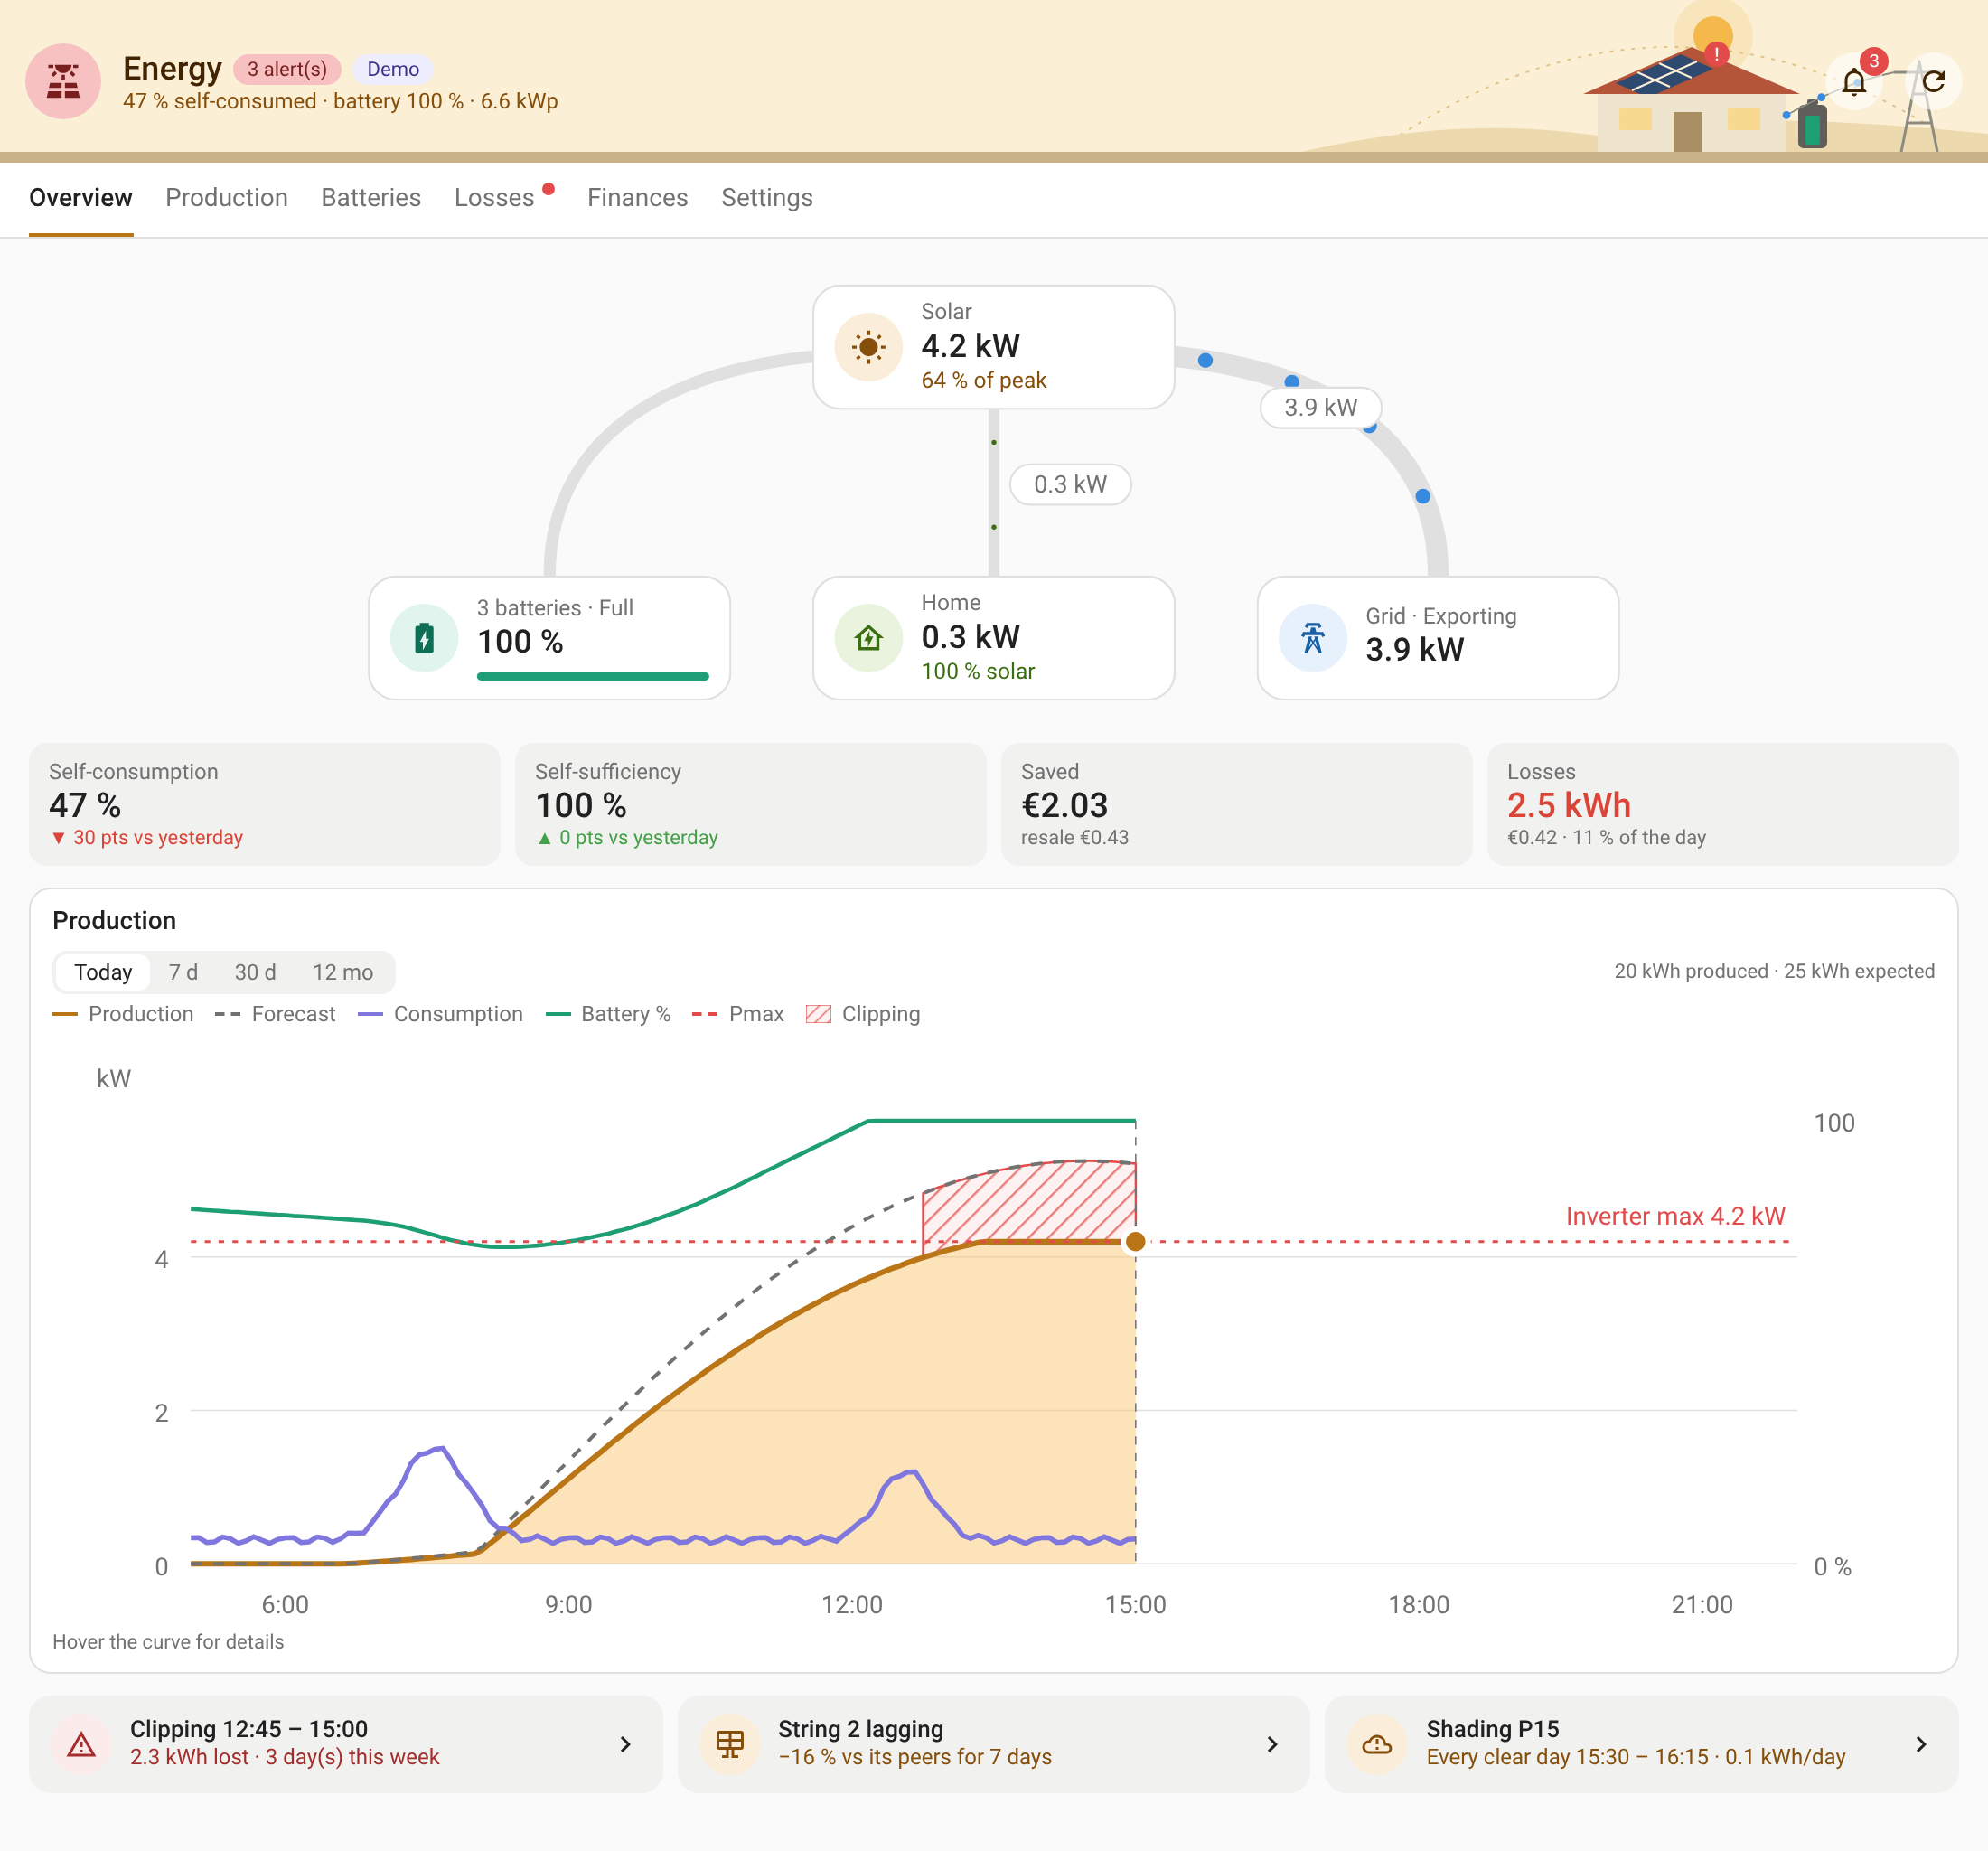 Energy 3 alert(s) Demo
47 % self-consumed · battery 100 % · 6.6 kWp
!
3
Overview Production Batteries Losses Finances Settings
Solar
4.2 kW
64 % of peak
3.9 kW
0.3 kW
3 batteries · Full
100 %
Home
0.3 kW
100 % solar
Grid · Exporting
3.9 kW
Self-consumption
47 %
▼ 30 pts vs yesterday
Self-sufficiency
100 %
▲ 0 pts vs yesterday
Saved
€2.03
resale €0.43
Losses
2.5 kWh
€0.42 · 11 % of the day
Production
Today 7 d 30 d 12 mo
20 kWh produced · 25 kWh expected
Production Forecast Consumption Battery % Pmax Clipping
kW
100
Inverter max 4.2 kW
4
2
0
0 %
6:00 9:00 12:00 15:00 18:00 21:00
Hover the curve for details
Clipping 12:45 – 15:00
2.3 kWh lost · 3 day(s) this week
String 2 lagging
−16 % vs its peers for 7 days
Shading P15
Every clear day 15:30 – 16:15 · 0.1 kWh/day